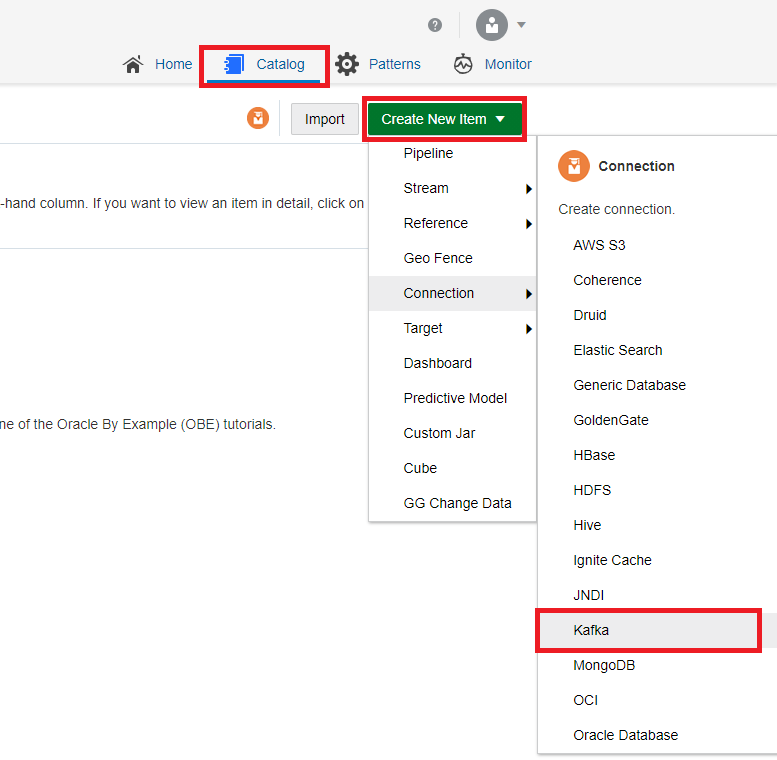 ?
Home
Catalog
Patterns
Monitor
Import
Create New Item
-hand column. If you want to view an item in detail, click on
ne of the Oracle By Example (OBE) tutorials.
Pipeline
Stream
Reference
Geo Fence
Connection
Target
Dashboard
Predictive Model
Custom Jar
Cube
GG Change Data
Connection
Create connection.
AWS S3
Coherence
Druid
Elastic Search
Generic Database
GoldenGate
HBase
HDFS
Hive
Ignite Cache
JNDI
Kafka
MongoDB
OCI
Oracle Database